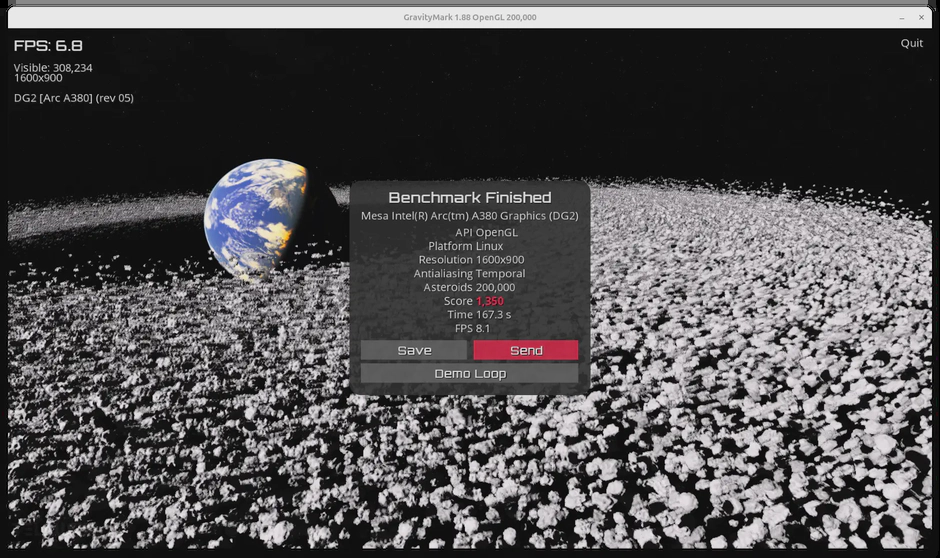 GravityMark 1.88 OpenGL 200,000
FPS: 6.8
Quit
Visible: 308,234
1600x900
DG2 [Arc A380] (rev 05)
Benchmark Finished
Mesa Intel(R) Arc(tm) A380 Graphics (DG2)
API OpenGL
Platform Linux
Resolution 1600x900
Antialiasing Temporal
Asteroids 200,000
Score 1,350
Time 167.3 s
FPS 8.1
Save
Send
Demo Loop